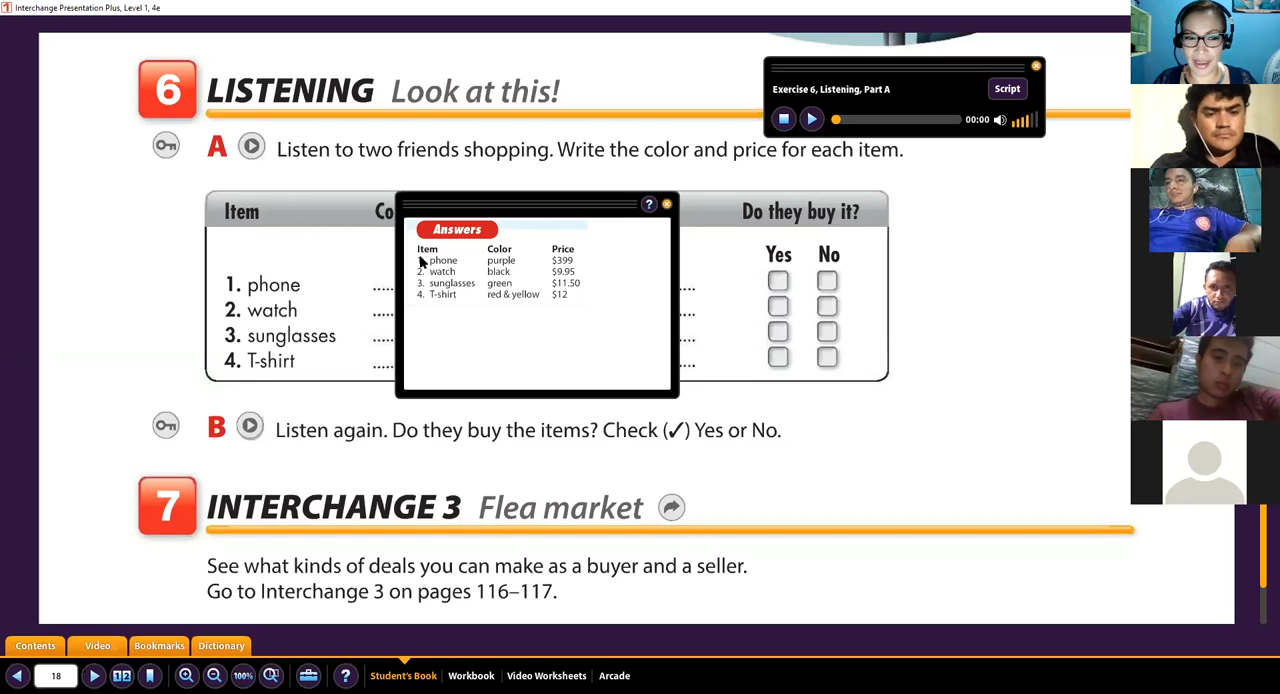 Interchange Presentation Plus, Level 1, 4e
6 LISTENING Look at this!
Exercise 6, Listening, Part A
Script
00:00
A Listen to two friends shopping. Write the color and price for each item.
Item Co Do they buy it?
Yes No
1. phone .....
2. watch .....
3. sunglasses .....
4. T-shirt .....
?
Answers
Item Color Price
phone purple $399
2. watch black $9.95
3. sunglasses green $11.50
4. T-shirt red & yellow $12
B Listen again. Do they buy the items? Check (✓) Yes or No.
7 INTERCHANGE 3 Flea market
See what kinds of deals you can make as a buyer and a seller.
Go to Interchange 3 on pages 116–117.
Contents Video Bookmarks Dictionary
18 1 2 100% ? Student's Book Workbook Video Worksheets Arcade